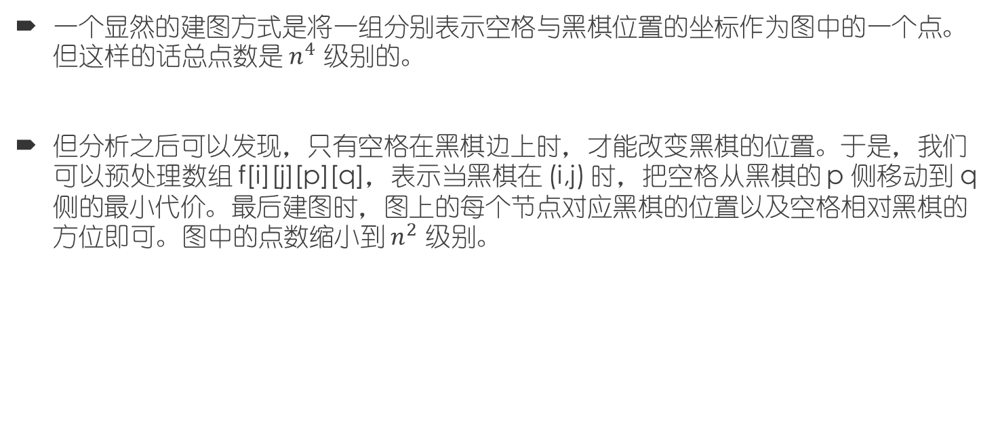 一个显然的建图方式是将一组分别表示空格与黑棋位置的坐标作为图中的一个点。
但这样的话总点数是 n⁴ 级别的。
但分析之后可以发现，只有空格在黑棋边上时，才能改变黑棋的位置。于是，我们
可以预处理数组 f[i][j][p][q]，表示当黑棋在 (i,j) 时，把空格从黑棋的 p 侧移动到 q
侧的最小代价。最后建图时，图上的每个节点对应黑棋的位置以及空格相对黑棋的
方位即可。图中的点数缩小到 n² 级别。